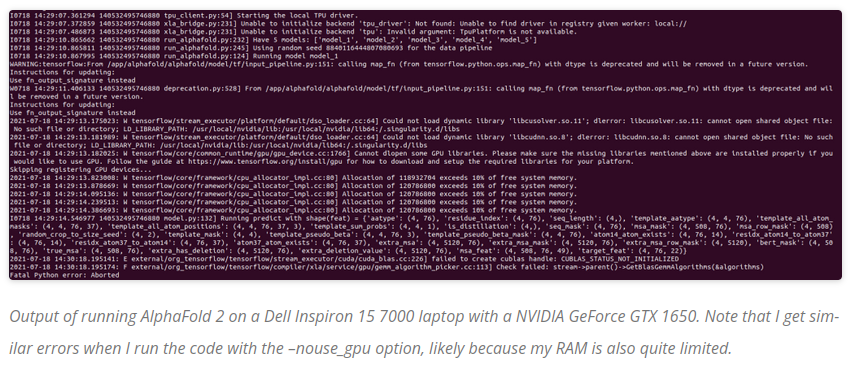 I0718 14:29:07.361294 140532495746880 tpu_client.py:54] Starting the local TPU driver.
I0718 14:29:07.372859 140532495746880 xla_bridge.py:231] Unable to initialize backend 'tpu_driver': Not found: Unable to find driver in registry given worker: local://
I0718 14:29:07.486873 140532495746880 xla_bridge.py:231] Unable to initialize backend 'tpu': Invalid argument: TpuPlatform is not available.
I0718 14:29:10.865662 140532495746880 run_alphafold.py:232] Have 5 models: ['model_1', 'model_2', 'model_3', 'model_4', 'model_5']
I0718 14:29:10.865811 140532495746880 run_alphafold.py:245] Using random seed 8840116444807080693 for the data pipeline
I0718 14:29:10.867995 140532495746880 run_alphafold.py:124] Running model model_1
WARNING:tensorflow:From /app/alphafold/alphafold/model/tf/input_pipeline.py:151: calling map_fn (from tensorflow.python.ops.map_fn) with dtype is deprecated and will be removed in a future version.
Instructions for updating:
Use fn_output_signature instead
W0718 14:29:11.406133 140532495746880 deprecation.py:528] From /app/alphafold/alphafold/model/tf/input_pipeline.py:151: calling map_fn (from tensorflow.python.ops.map_fn) with dtype is deprecated and wi
ll be removed in a future version.
Instructions for updating:
Use fn_output_signature instead
2021-07-18 14:29:13.175023: W tensorflow/stream_executor/platform/default/dso_loader.cc:64] Could not load dynamic library 'libcusolver.so.11'; dlerror: libcusolver.so.11: cannot open shared object file:
No such file or directory; LD_LIBRARY_PATH: /usr/local/nvidia/lib:/usr/local/nvidia/lib64:/.singularity.d/libs
2021-07-18 14:29:13.181989: W tensorflow/stream_executor/platform/default/dso_loader.cc:64] Could not load dynamic library 'libcudnn.so.8'; dlerror: libcudnn.so.8: cannot open shared object file: No such
file or directory; LD_LIBRARY_PATH: /usr/local/nvidia/lib:/usr/local/nvidia/lib64:/.singularity.d/libs
2021-07-18 14:29:13.182025: W tensorflow/core/common_runtime/gpu/gpu_device.cc:1766] Cannot dlopen some GPU libraries. Please make sure the missing libraries mentioned above are installed properly if you
would like to use GPU. Follow the guide at https://www.tensorflow.org/install/gpu for how to download and setup the required libraries for your platform.
Skipping registering GPU devices...
2021-07-18 14:29:13.823008: W tensorflow/core/framework/cpu_allocator_impl.cc:80] Allocation of 118932704 exceeds 10% of free system memory.
2021-07-18 14:29:13.878669: W tensorflow/core/framework/cpu_allocator_impl.cc:80] Allocation of 120786800 exceeds 10% of free system memory.
2021-07-18 14:29:14.095136: W tensorflow/core/framework/cpu_allocator_impl.cc:80] Allocation of 120786800 exceeds 10% of free system memory.
2021-07-18 14:29:14.239513: W tensorflow/core/framework/cpu_allocator_impl.cc:80] Allocation of 120786800 exceeds 10% of free system memory.
2021-07-18 14:29:14.386693: W tensorflow/core/framework/cpu_allocator_impl.cc:80] Allocation of 120786800 exceeds 10% of free system memory.
I0718 14:29:14.546977 140532495746880 model.py:132] Running predict with shape(feat) = {'aatype': (4, 76), 'residue_index': (4, 76), 'seq_length': (4,), 'template_aatype': (4, 4, 76), 'template_all_atom_
masks': (4, 4, 76, 37), 'template_all_atom_positions': (4, 4, 76, 37, 3), 'template_sum_probs': (4, 4, 1), 'is_distillation': (4,), 'seq_mask': (4, 76), 'msa_mask': (4, 508, 76), 'msa_row_mask': (4, 508)
, 'random_crop_to_size_seed': (4, 2), 'template_mask': (4, 4), 'template_pseudo_beta': (4, 4, 76, 3), 'template_pseudo_beta_mask': (4, 4, 76), 'atom14_atom_exists': (4, 76, 14), 'residx_atom14_to_atom37'
: (4, 76, 14), 'residx_atom37_to_atom14': (4, 76, 37), 'atom37_atom_exists': (4, 76, 37), 'extra_msa': (4, 5120, 76), 'extra_msa_mask': (4, 5120, 76), 'extra_msa_row_mask': (4, 5120), 'bert_mask': (4, 50
8, 76), 'true_msa': (4, 508, 76), 'extra_has_deletion': (4, 5120, 76), 'extra_deletion_value': (4, 5120, 76), 'msa_feat': (4, 508, 76, 49), 'target_feat': (4, 76, 22)}
2021-07-18 14:30:18.195141: E external/org_tensorflow/tensorflow/stream_executor/cuda/cuda_blas.cc:226] failed to create cublas handle: CUBLAS_STATUS_NOT_INITIALIZED
2021-07-18 14:30:18.195174: F external/org_tensorflow/tensorflow/compiler/xla/service/gpu/gemm_algorithm_picker.cc:113] Check failed: stream->parent()->GetBlasGemmAlgorithms(&algorithms)
Fatal Python error: Aborted
Output of running AlphaFold 2 on a Dell Inspiron 15 7000 laptop with a NVIDIA GeForce GTX 1650. Note that I get sim-
ilar errors when I run the code with the –nouse_gpu option, likely because my RAM is also quite limited.